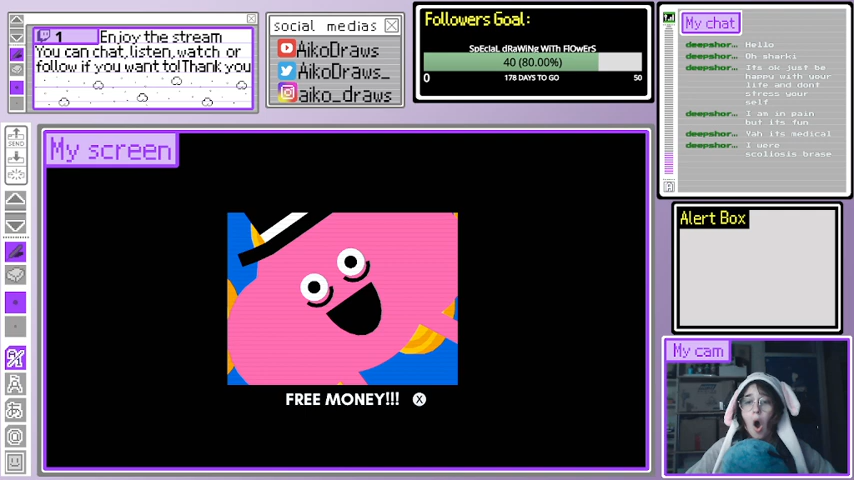 1 Enjoy the stream
You can chat, listen, watch or
follow if you want to!Thank you
social medias
AikoDraws
AikoDraws_
aiko_draws
Followers Goal:
SpEcIaL dRaWiNg WiTh FlOwErS
40 (80.00%)
0 178 DAYS TO GO 50
My chat
deepshor… Hello
deepshor… Oh sharki
deepshor… Its ok just be
happy with your
life and dont
stress your
self
deepshor… I am in pain
but its fun
deepshor… Yah its medical
deepshor… I were
scoliosis brase
SEND
My screen
FREE MONEY!!! X
Alert Box
My cam